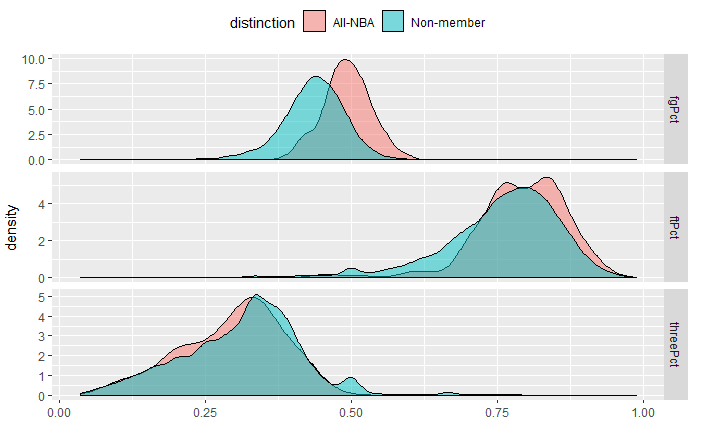 distinction All-NBA Non-member
density
10.0
7.5
5.0
2.5
0.0
fgPct
4
2
0
ftPct
5
4
3
2
1
0
threePct
0.00 0.25 0.50 0.75 1.00